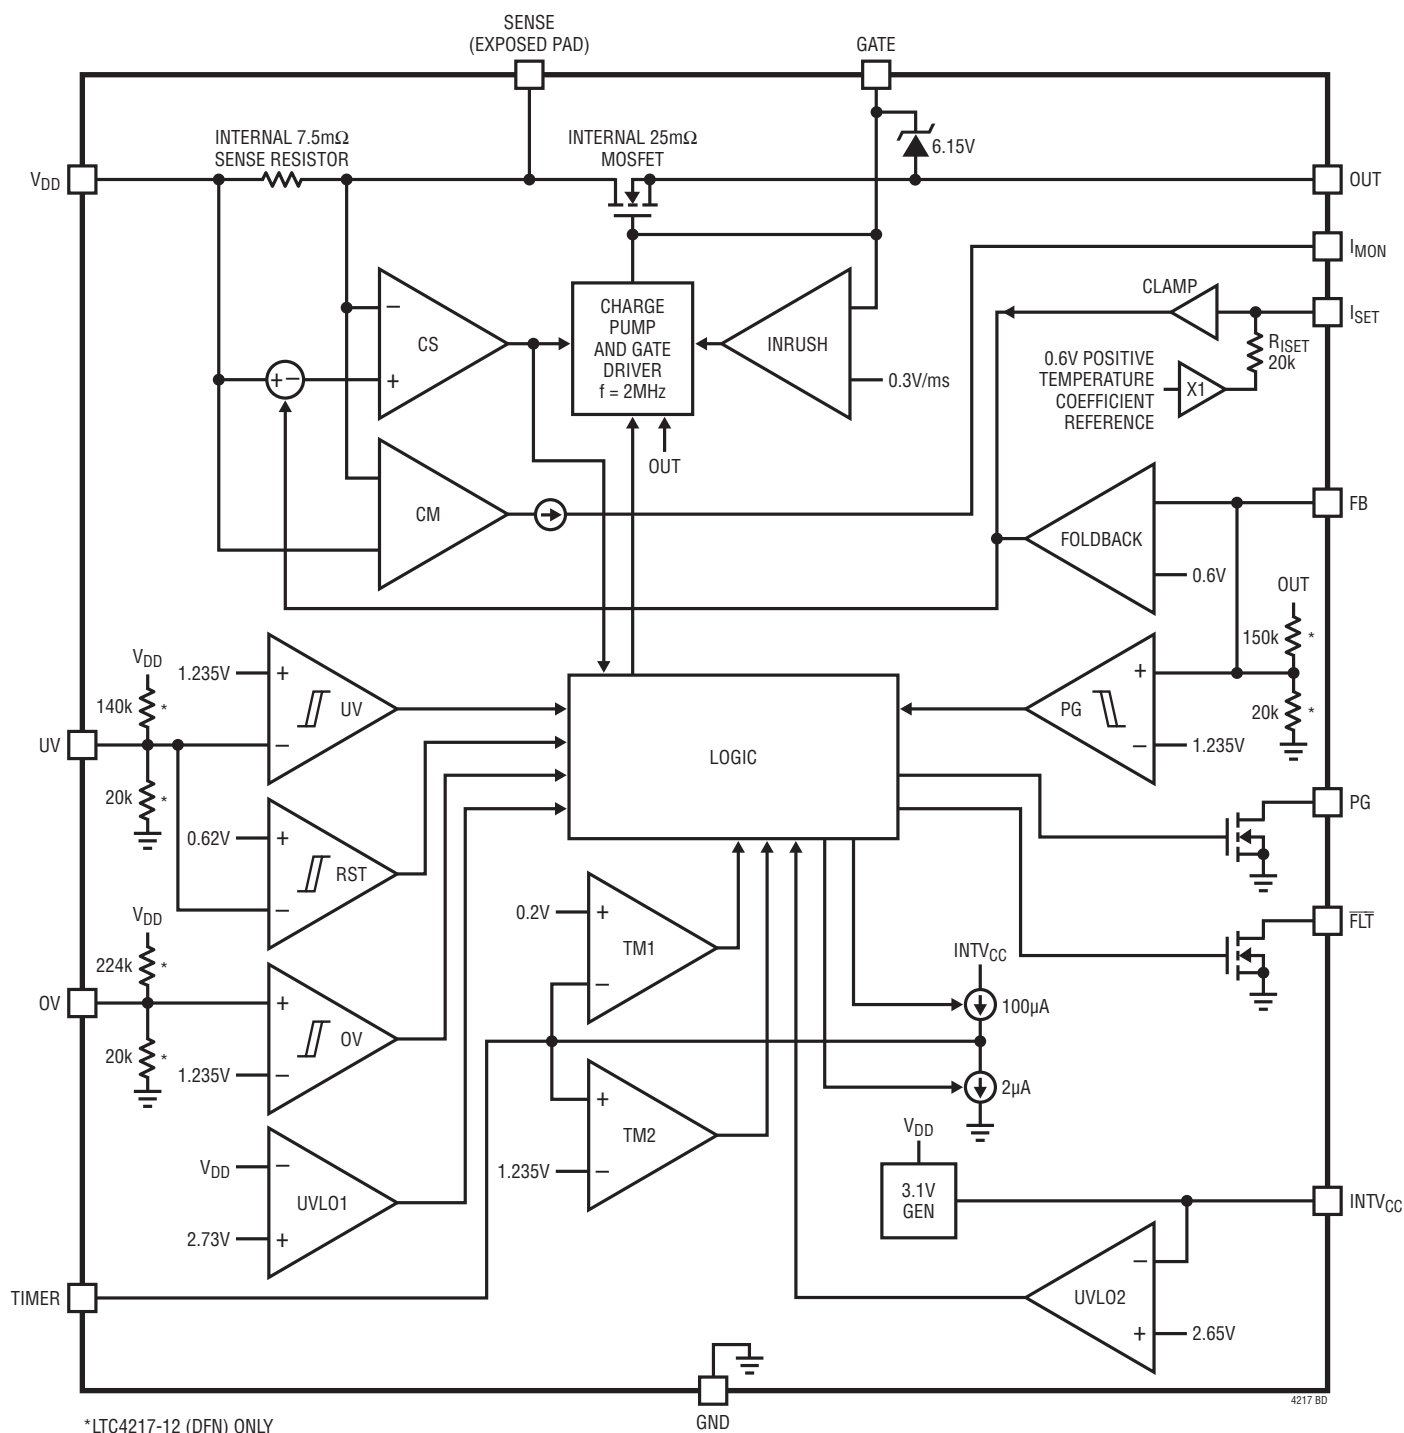 SENSE
(EXPOSED PAD)
GATE
INTERNAL 7.5mΩ
SENSE RESISTOR
INTERNAL 25mΩ
MOSFET
6.15V
VDD
OUT
IMON
CLAMP
ISET
RISET
20k
0.6V POSITIVE
TEMPERATURE
COEFFICIENT
REFERENCE
X1
−
CS
+
+−
CHARGE
PUMP
AND GATE
DRIVER
f = 2MHz
INRUSH
0.3V/ms
OUT
CM
FOLDBACK
FB
0.6V
OUT
150k *
20k *
+
PG
−
1.235V
VDD
140k *
1.235V
+
UV
−
UV
20k *
0.62V
+
RST
−
LOGIC
PG
FLT
VDD
224k *
OV
20k *
+
OV
−
1.235V
0.2V
+
TM1
−
INTVCC
100µA
2µA
+
TM2
−
1.235V
VDD
−
UVLO1
2.73V
+
VDD
3.1V
GEN
INTVCC
−
UVLO2
+
2.65V
TIMER
GND
4217 BD
*LTC4217-12 (DFN) ONLY